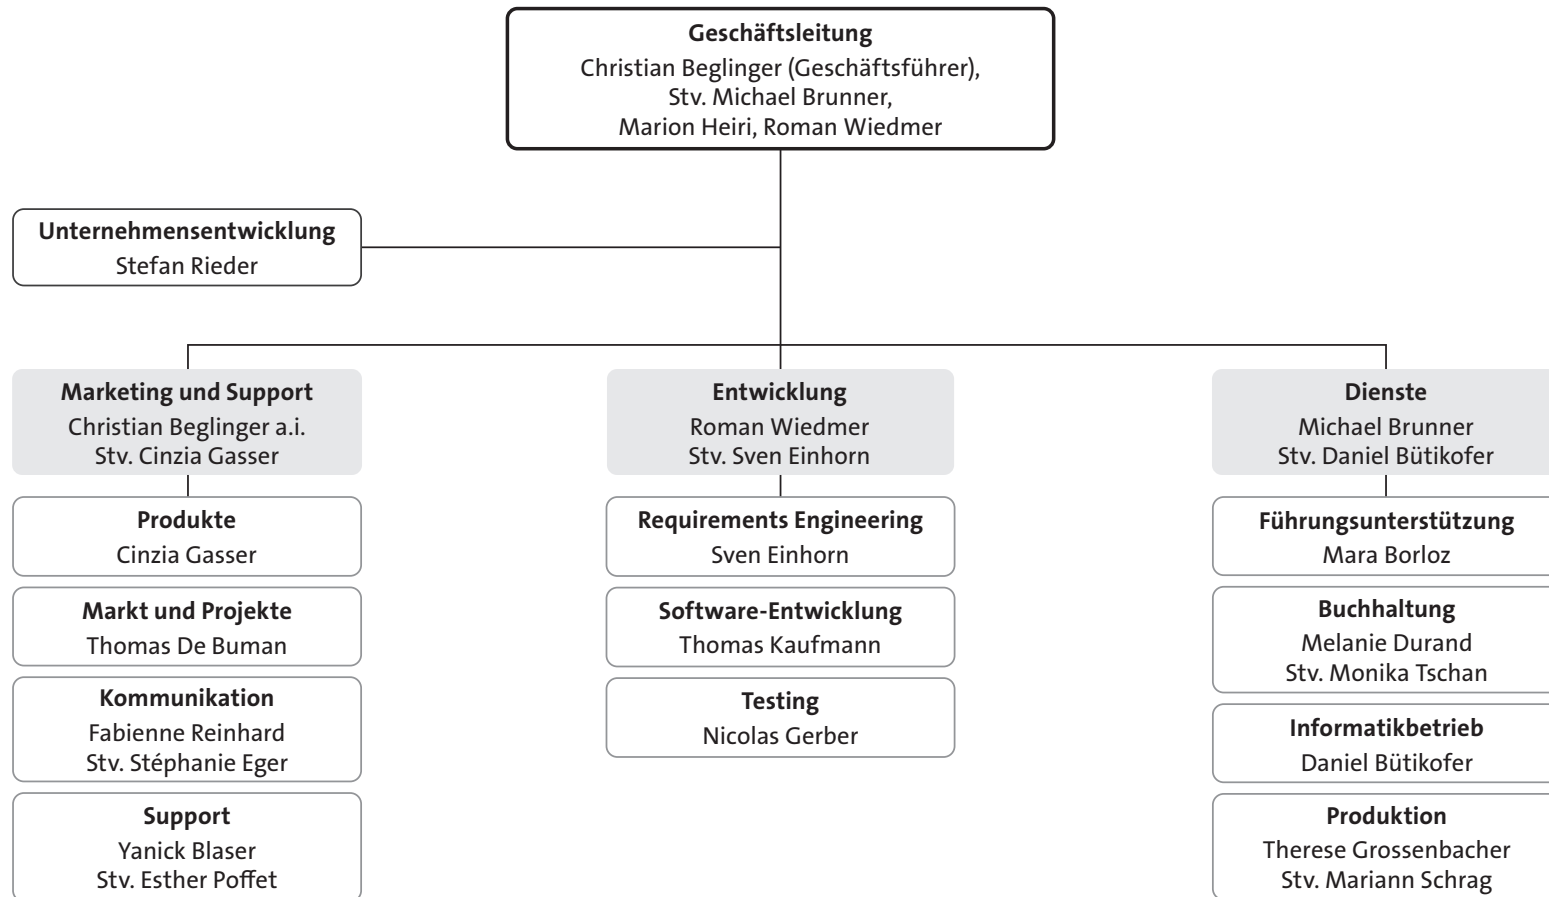 Geschäftsleitung
Christian Beglinger (Geschäftsführer),
Stv. Michael Brunner,
Marion Heiri, Roman Wiedmer
Unternehmensentwicklung
Stefan Rieder
Marketing und Support
Christian Beglinger a.i.
Stv. Cinzia Gasser
Produkte
Cinzia Gasser
Markt und Projekte
Thomas De Buman
Kommunikation
Fabienne Reinhard
Stv. Stéphanie Eger
Support
Yanick Blaser
Stv. Esther Poffet
Entwicklung
Roman Wiedmer
Stv. Sven Einhorn
Requirements Engineering
Sven Einhorn
Software-Entwicklung
Thomas Kaufmann
Testing
Nicolas Gerber
Dienste
Michael Brunner
Stv. Daniel Bütikofer
Führungsunterstützung
Mara Borloz
Buchhaltung
Melanie Durand
Stv. Monika Tschan
Informatikbetrieb
Daniel Bütikofer
Produktion
Therese Grossenbacher
Stv. Mariann Schrag